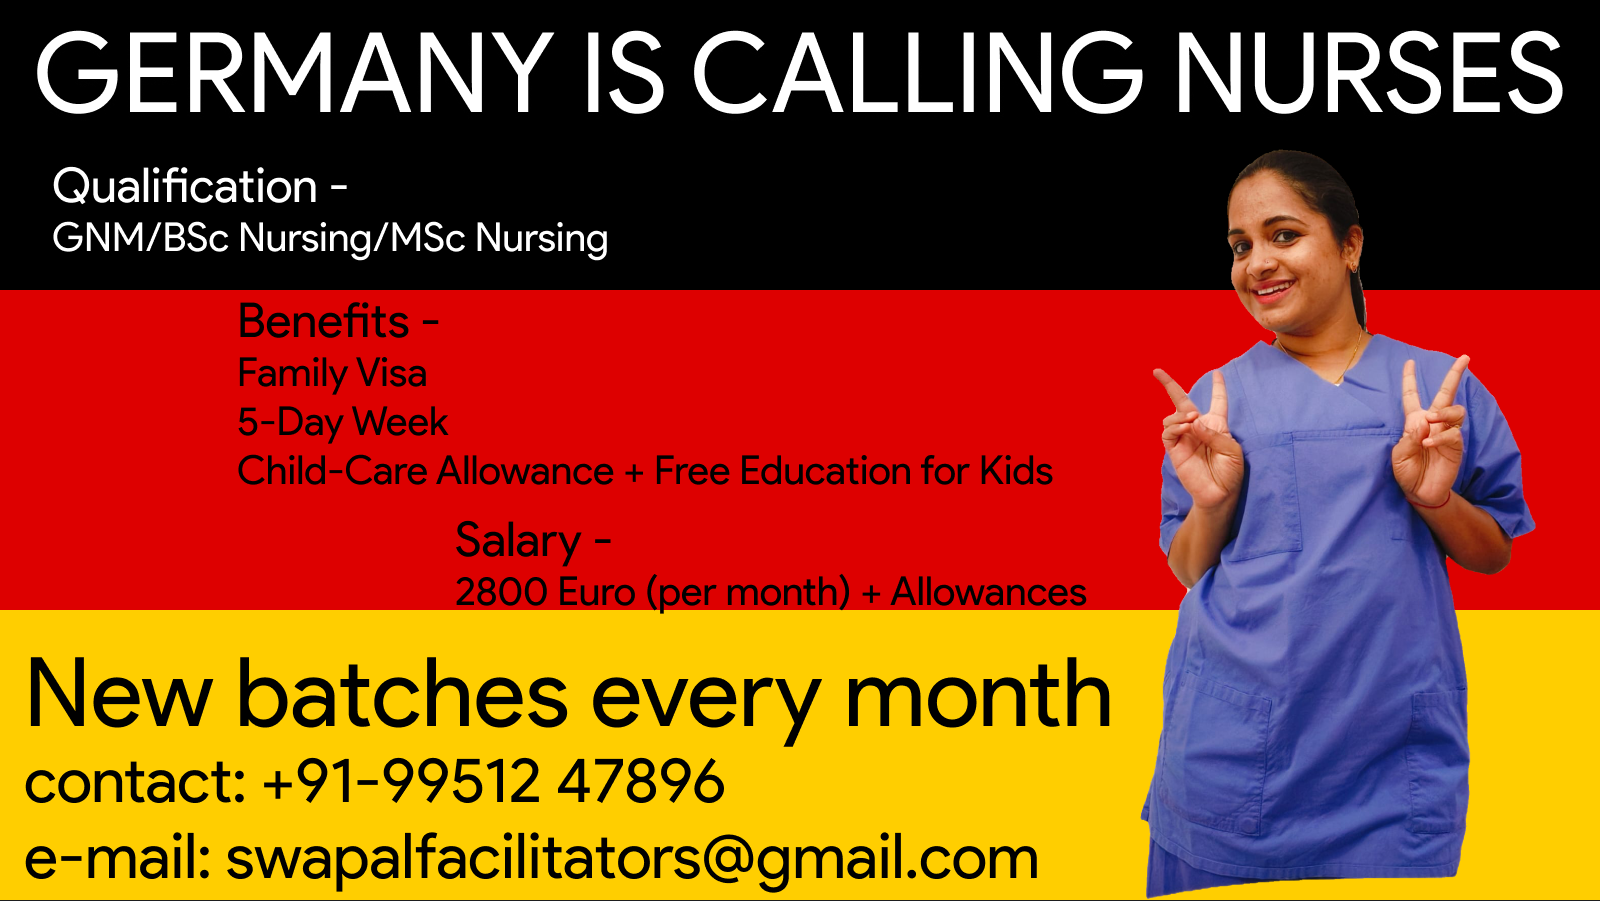 GERMANY IS CALLING NURSES
Qualification -
GNM/BSc Nursing/MSc Nursing
Benefits -
Family Visa
5-Day Week
Child-Care Allowance + Free Education for Kids
Salary -
2800 Euro (per month) + Allowances
New batches every month
contact: +91-99512 47896
e-mail: swapalfacilitators@gmail.com